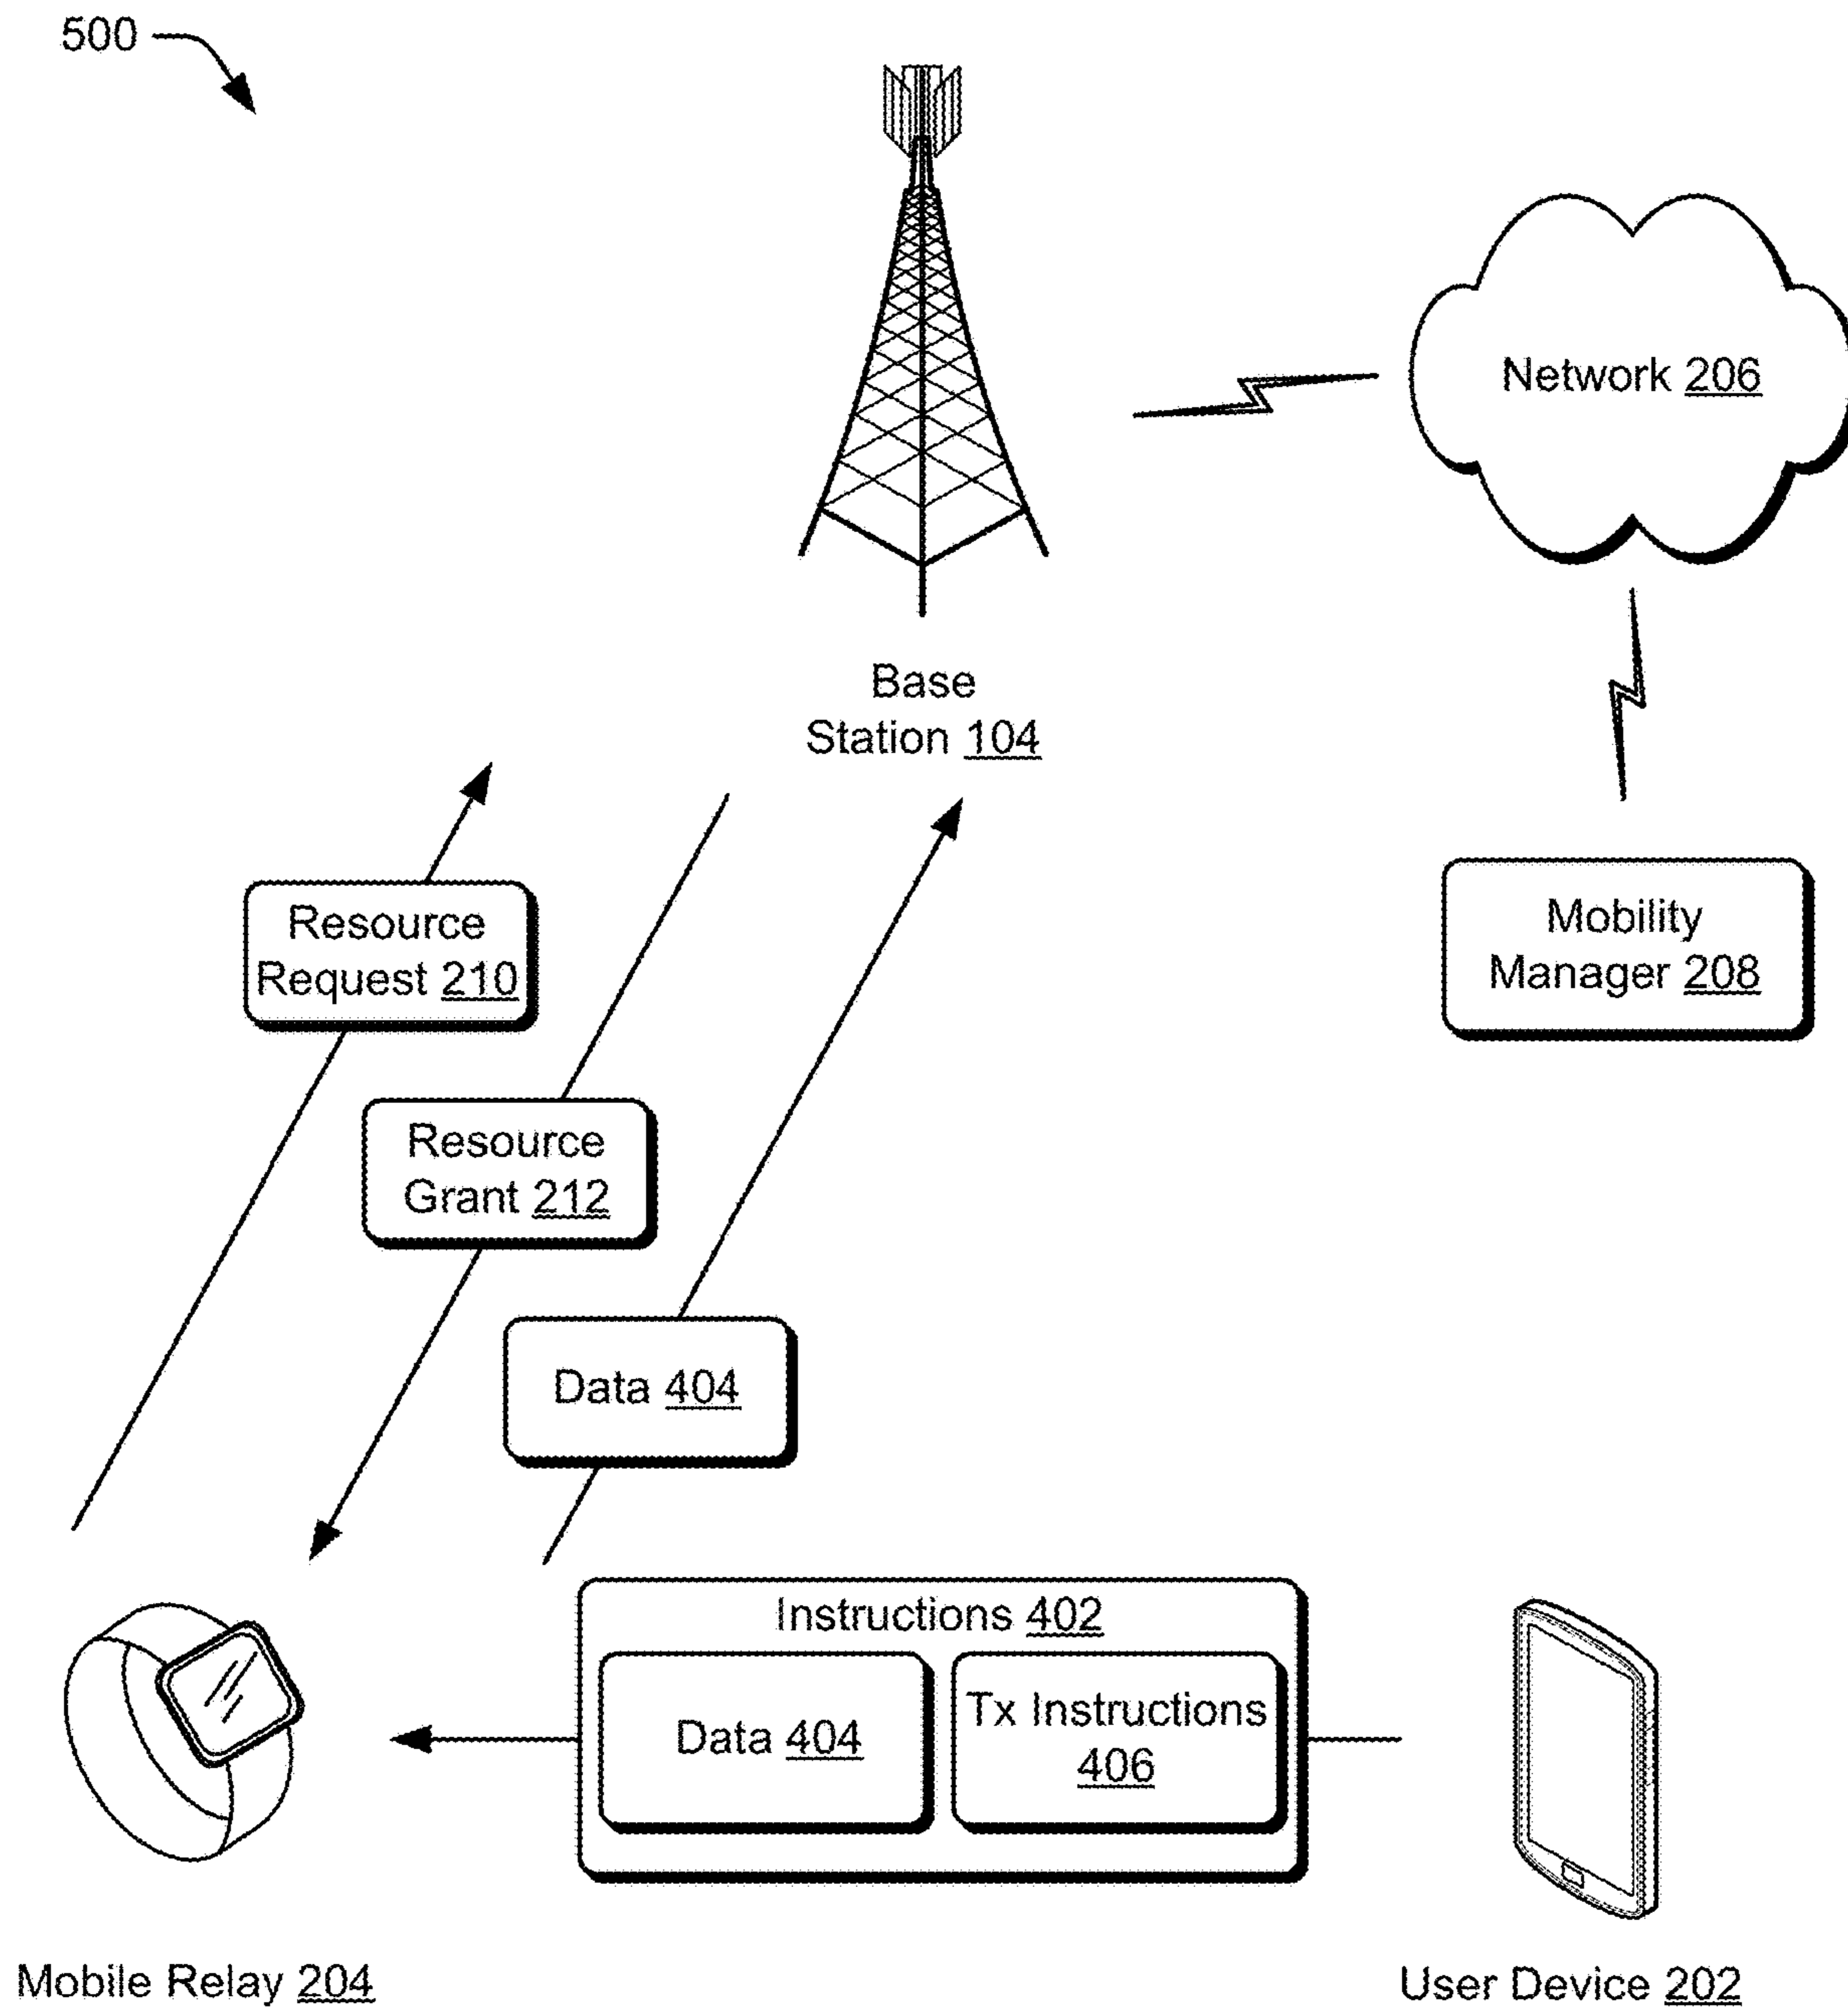 500
Network 206
Base
Station 104
Resource
Request 210
Mobility
Manager 208
Resource
Grant 212
Data 404
Instructions 402
Data 404
Tx Instructions
406
Mobile Relay 204
User Device 202